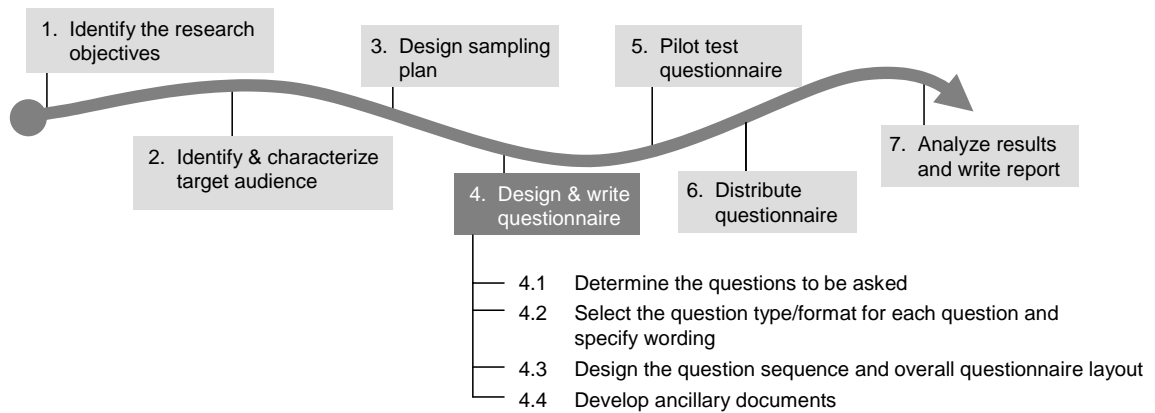 1. Identify the research
objectives
2. Identify & characterize
target audience
3. Design sampling
plan
4. Design & write
questionnaire
4.1 Determine the questions to be asked
4.2 Select the question type/format for each question and
specify wording
4.3 Design the question sequence and overall questionnaire layout
4.4 Develop ancillary documents
5. Pilot test
questionnaire
6. Distribute
questionnaire
7. Analyze results
and write report